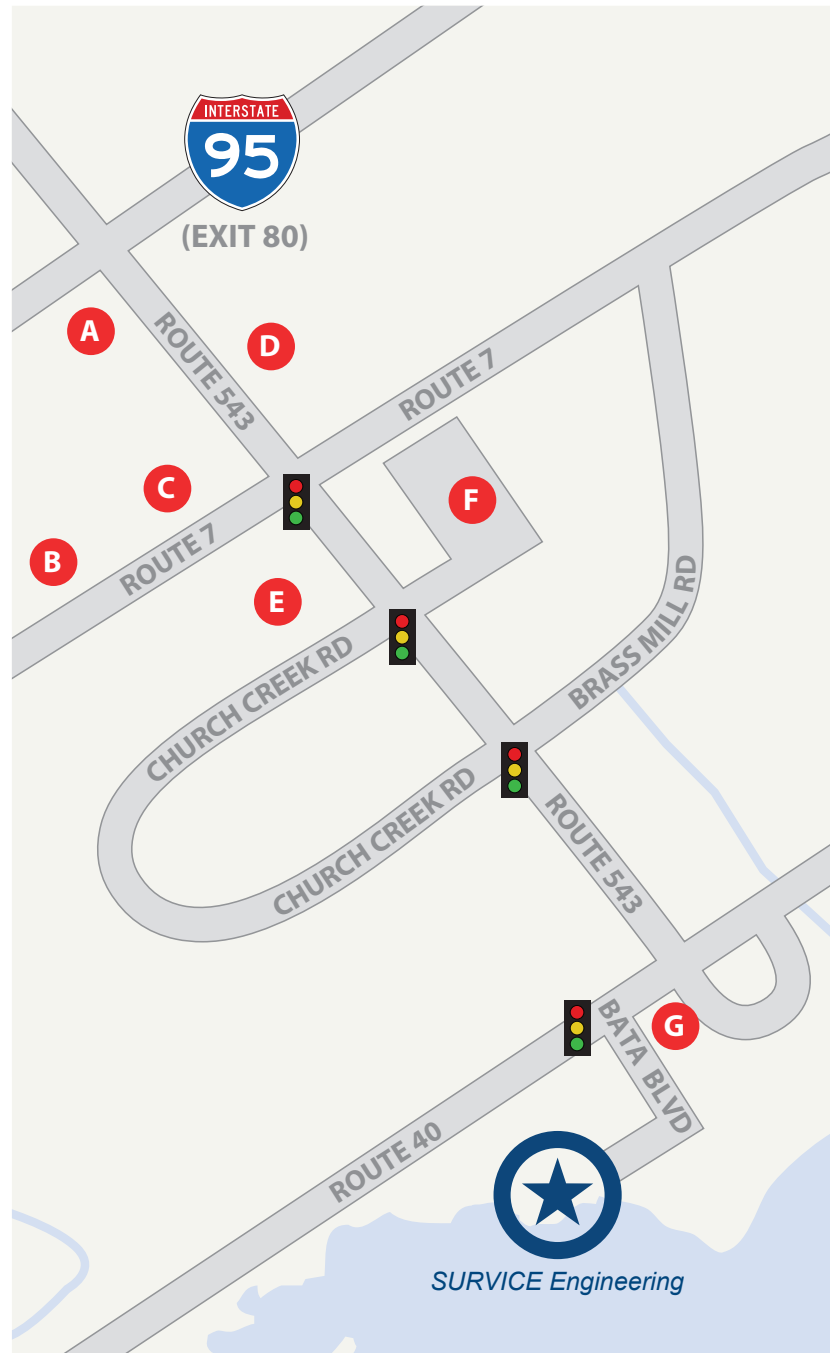 INTERSTATE
95
(EXIT 80)
A
ROUTE 543
D
ROUTE 7
C
F
ROUTE 7
B
E
CHURCH CREEK RD
BRASS MILL RD
CHURCH CREEK RD
ROUTE 543
BATA BLVD
G
ROUTE 40
SURVICE Engineering